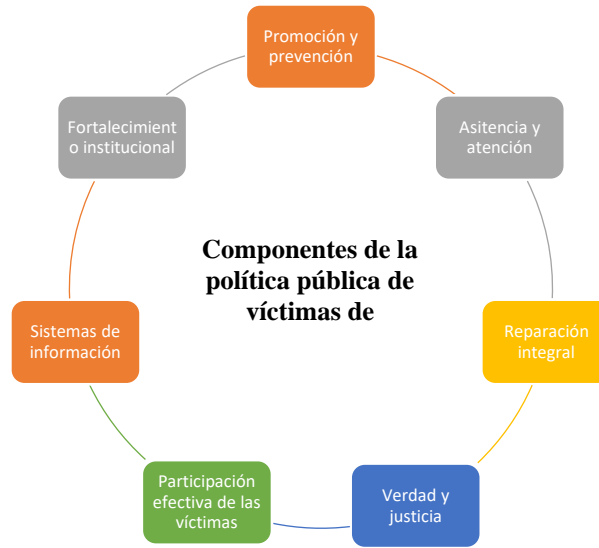 Promoción y
prevención
Fortalecimient
o institucional
Asitencia y
atención
Componentes de la
política pública de
víctimas de
Sistemas de
información
Reparación
integral
Participación
efectiva de las
víctimas
Verdad y
justicia